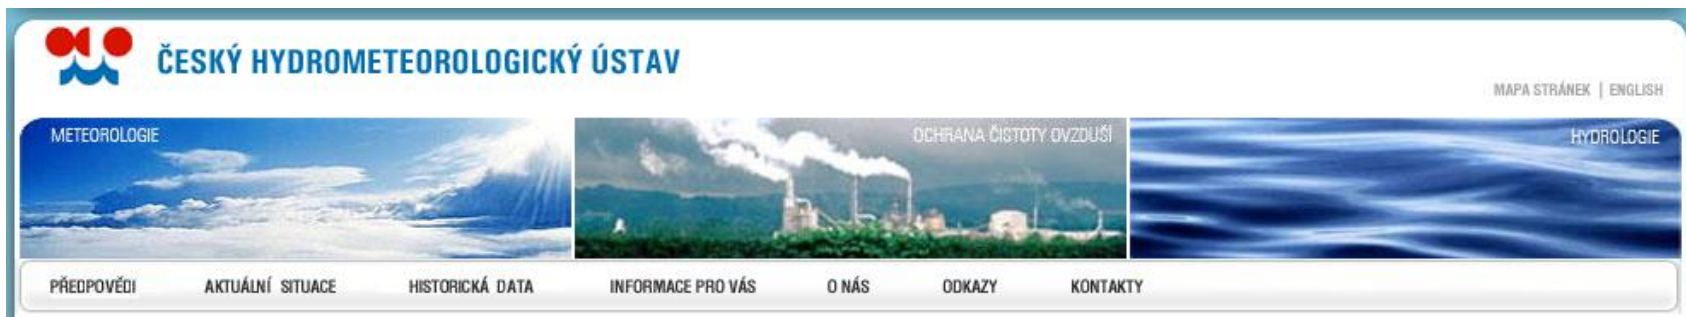 ČESKÝ HYDROMETEOROLOGICKÝ ÚSTAV
MAPA STRÁNEK | ENGLISH
METEOROLOGIE
OCHRANA ČISTOTY OVZDUŠÍ
HYDROLOGIE
PŘEDPOVĚDI AKTUÁLNÍ SITUACE HISTORICKÁ DATA INFORMACE PRO VÁS O NÁS ODKAZY KONTAKTY